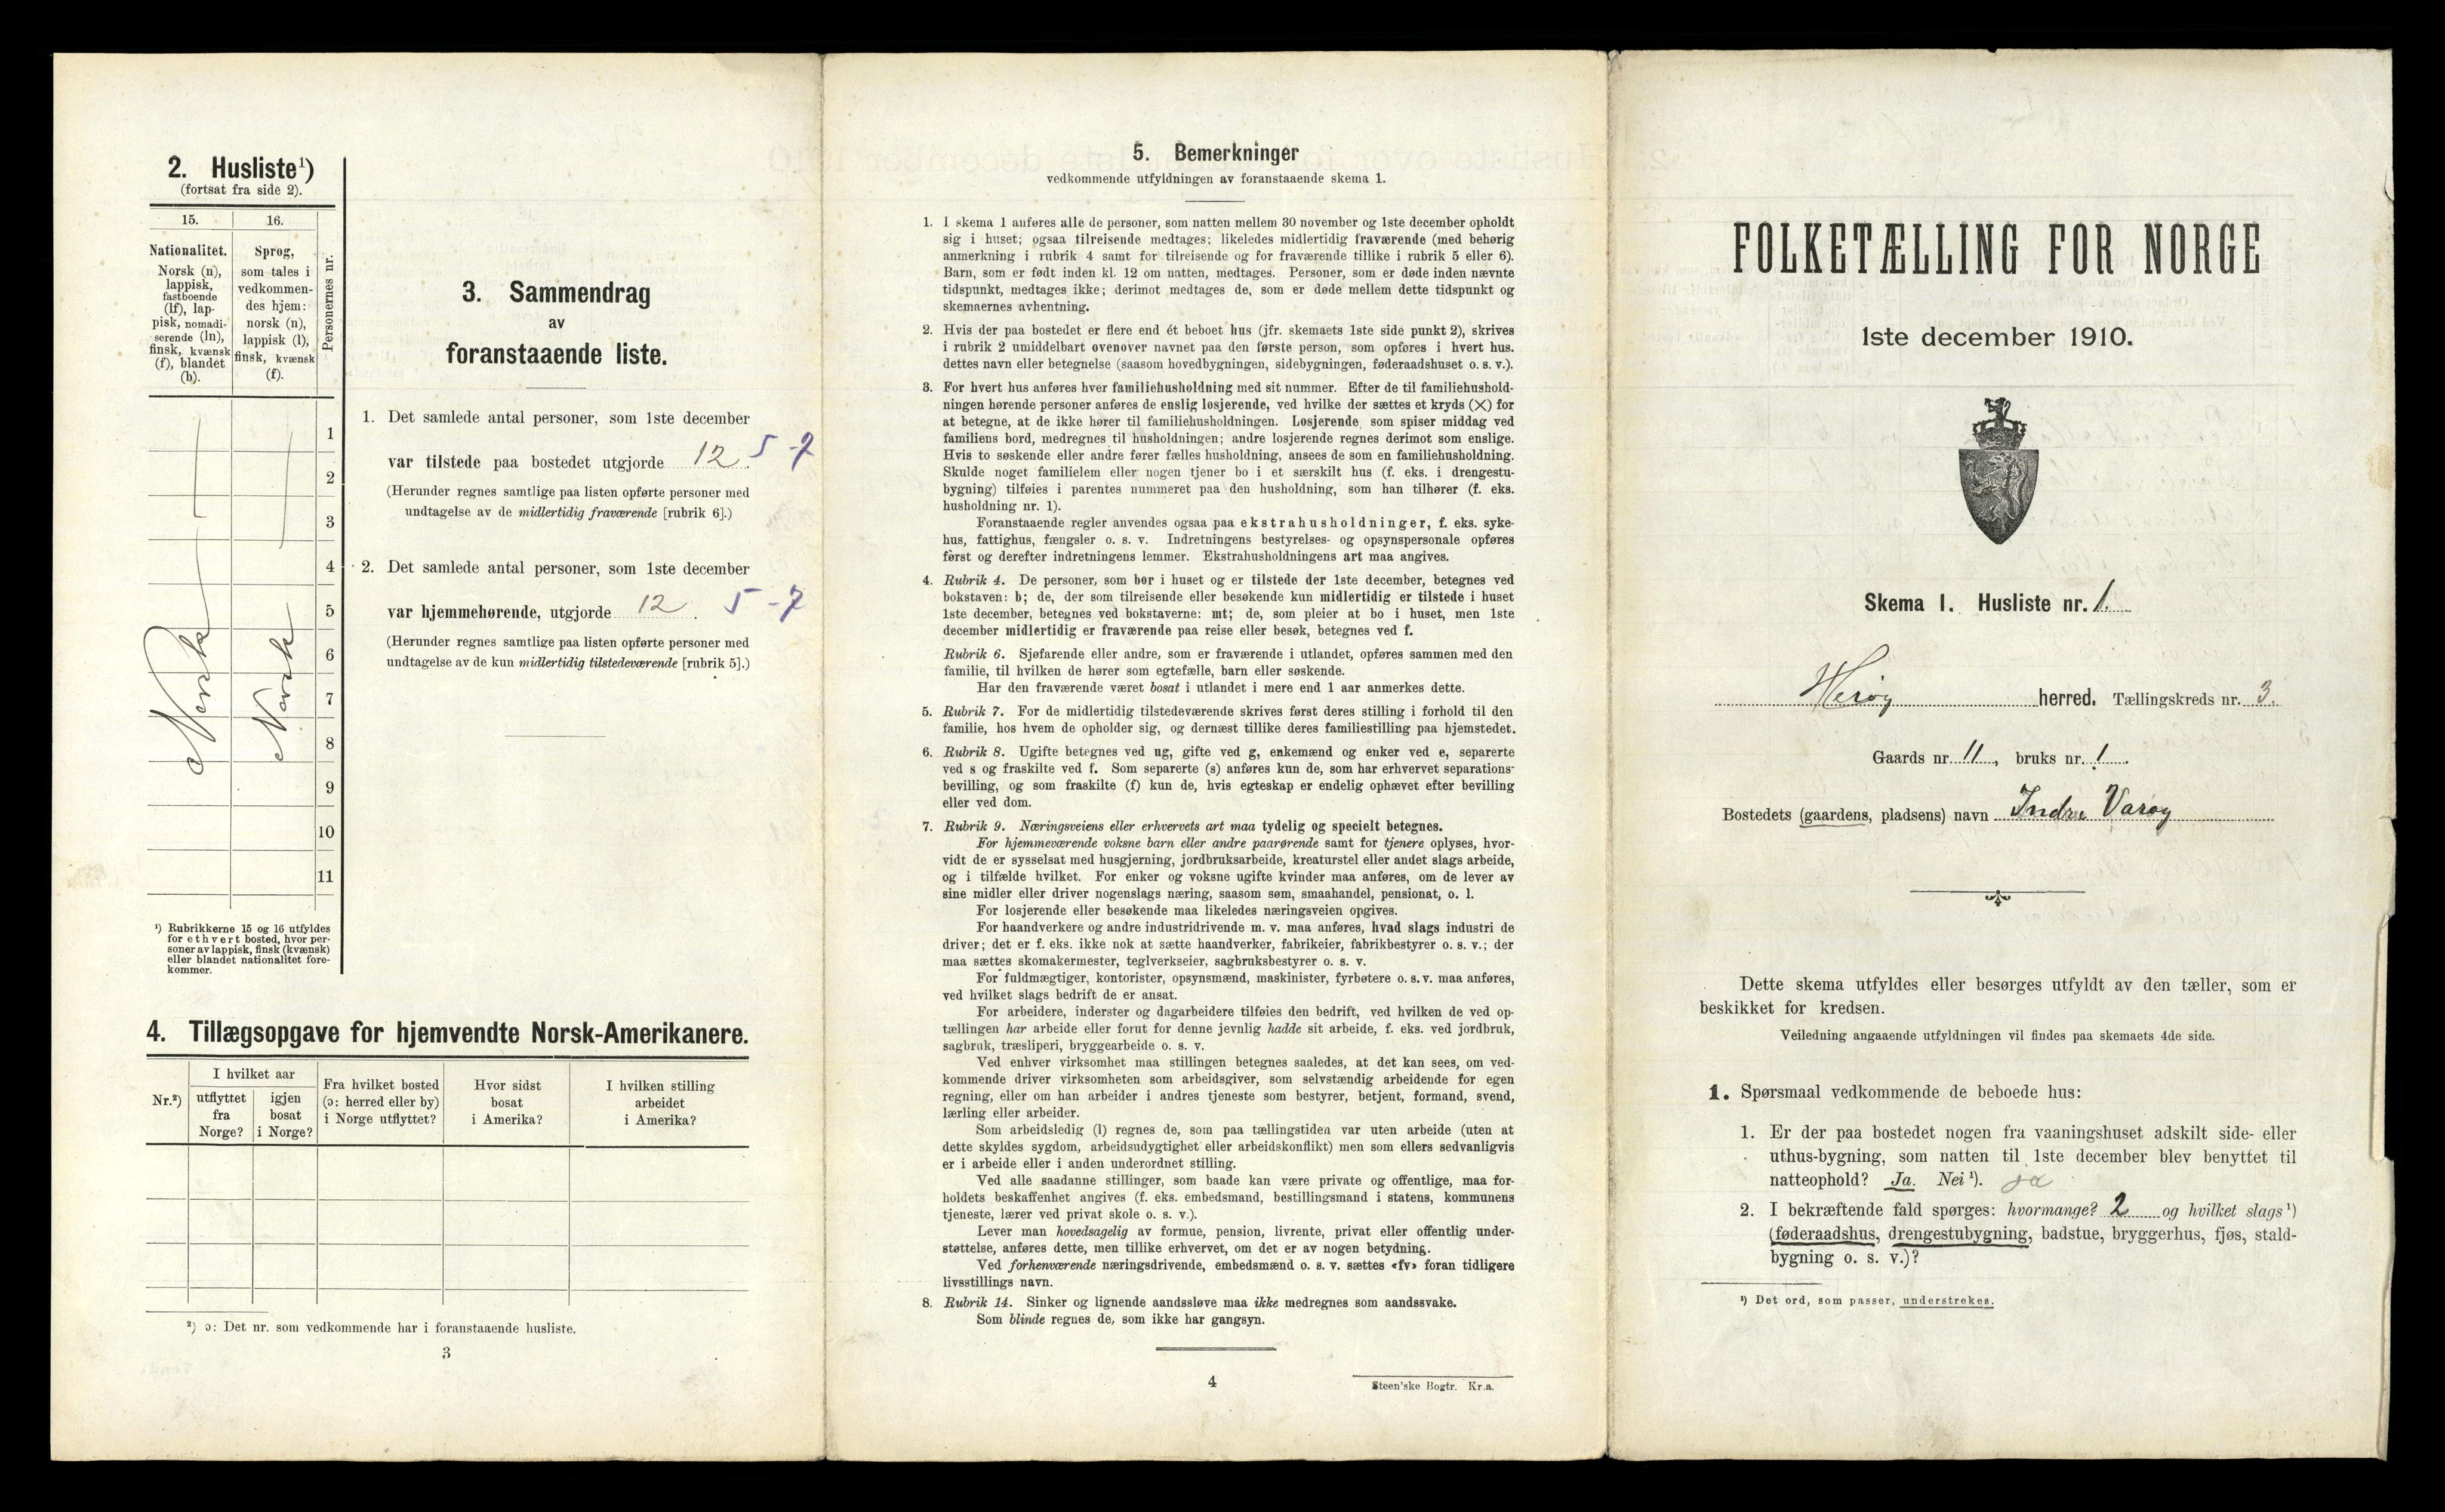 2. Husliste¹)
(fortsat fra side 2).
15.
16.
Personernes nr.
Nationalitet.
Norsk (n),
lappisk,
fastboende
(lf), lap-
pisk, nomadi-
serende (ln),
finsk, kvænsk
(f), blandet
(b).
Sprog,
som tales i
vedkommen-
des hjem:
norsk (n),
lappisk (l),
finsk, kvænsk
(f).
1
2
3
4
5
6
7
8
9
10
11
Norsk
Norsk
¹) Rubrikkerne 15 og 16 utfyldes
for ethvert bosted, hvor per-
soner av lappisk, finsk (kvænsk)
eller blandet nationalitet fore-
kommer.
3. Sammendrag
av
foranstaaende liste.
1. Det samlede antal personer, som 1ste december
var tilstede paa bostedet utgjorde 12. 5-7
(Herunder regnes samtlige paa listen opførte personer med
undtagelse av de midlertidig fraværende [rubrik 6].)
2. Det samlede antal personer, som 1ste december
var hjemmehørende, utgjorde 12. 5-7
(Herunder regnes samtlige paa listen opførte personer med
undtagelse av de kun midlertidig tilstedeværende [rubrik 5].)
4. Tillægsopgave for hjemvendte Norsk-Amerikanere.
Nr.²)
I hvilket aar
utflyttet
fra
Norge?
igjen
bosat
i Norge?
Fra hvilket bosted
(ɔ: herred eller by)
i Norge utflyttet?
Hvor sidst
bosat
i Amerika?
I hvilken stilling
arbeidet
i Amerika?
²) ɔ: Det nr. som vedkommende har i foranstaaende husliste.
3
5. Bemerkninger
vedkommende utfyldningen av foranstaaende skema 1.
1. I skema 1 anføres alle de personer, som natten mellem 30 november og 1ste december opholdt
sig i huset; ogsaa tilreisende medtages; likeledes midlertidig fraværende (med behørig
anmerkning i rubrik 4 samt for tilreisende og for fraværende tillike i rubrik 5 eller 6).
Barn, som er født inden kl. 12 om natten, medtages. Personer, som er døde inden nævnte
tidspunkt, medtages ikke; derimot medtages de, som er døde mellem dette tidspunkt og
skemaernes avhentning.
2. Hvis der paa bostedet er flere end ét beboet hus (jfr. skemaets 1ste side punkt 2), skrives
i rubrik 2 umiddelbart ovenover navnet paa den første person, som opføres i hvert hus.
dettes navn eller betegnelse (saasom hovedbygningen, sidebygningen, føderaadshuset o. s. v.).
3. For hvert hus anføres hver familiehusholdning med sit nummer. Efter de til familiehushold-
ningen hørende personer anføres de enslig losjerende, ved hvilke der sættes et kryds (×) for
at betegne, at de ikke hører til familiehusholdningen. Losjerende som spiser middag ved
familiens bord, medregnes til husholdningen; andre losjerende regnes derimot som enslige.
Hvis to søskende eller andre fører fælles husholdning, ansees de som en familiehusholdning.
Skulde noget familielem eller nogen tjener bo i et særskilt hus (f. eks. i drengestu-
bygning) tilføies i parentes nummeret paa den husholdning, som han tilhører (f. eks.
husholdning nr. 1).
Foranstaaende regler anvendes ogsaa paa ekstrahusholdninger, f. eks. syke-
hus, fattighus, fængsler o. s. v. Indretningens bestyrelses- og opsynspersonale opføres
først og derefter indretningens lemmer. Ekstrahusholdningens art maa angives.
4. Rubrik 4. De personer, som bor i huset og er tilstede der 1ste december, betegnes ved
bokstaven: b; de, der som tilreisende eller besøkende kun midlertidig er tilstede i huset
1ste december, betegnes ved bokstaverne: mt; de, som pleier at bo i huset, men 1ste
december midlertidig er fraværende paa reise eller besøk, betegnes ved f.
Rubrik 6. Sjøfarende eller andre, som er fraværende i utlandet, opføres sammen med den
familie, til hvilken de hører som egtefælle, barn eller søskende.
Har den fraværende været bosat i utlandet i mere end 1 aar anmerkes dette.
5. Rubrik 7. For de midlertidig tilstedeværende skrives først deres stilling i forhold til den
familie, hos hvem de opholder sig, og dernæst tillike deres familiestilling paa hjemstedet.
6. Rubrik 8. Ugifte betegnes ved ug, gifte ved g, enkemænd og enker ved e, separerte
ved s og fraskilte ved f. Som separerte (s) anføres kun de, som har erhvervet separations-
bevilling, og som fraskilte (f) kun de, hvis egteskap er endelig ophævet efter bevilling
eller ved dom.
7. Rubrik 9. Næringsveiens eller erhvervets art maa tydelig og specielt betegnes.
For hjemmeværende voksne barn eller andre paarørende samt for tjenere oplyses, hvor-
vidt de er sysselsat med husgjerning, jordbruksarbeide, kreaturstel eller andet slags arbeide,
og i tilfælde hvilket. For enker og voksne ugifte kvinder maa anføres, om de lever av
sine midler eller driver nogenslags næring, saasom søm, smaahandel, pensionat, o. l.
For losjerende eller besøkende maa likeledes næringsveien opgives.
For haandverkere og andre industridrivende m. v. maa anføres, hvad slags industri de
driver; det er f. eks. ikke nok at sætte haandverker, fabrikeier, fabrikbestyrer o. s. v.; der
maa sættes skomakermester, teglverkseier, sagbruksbestyrer o. s. v.
For fuldmægtiger, kontorister, opsynsmænd, maskinister, fyrbøtere o. s. v. maa anføres,
ved hvilket slags bedrift de er ansat.
For arbeidere, inderster og dagarbeidere tilføies den bedrift, ved hvilken de ved op-
tællingen har arbeide eller forut for denne jevnlig hadde sit arbeide, f. eks. ved jordbruk,
sagbruk, træsliperi, bryggearbeide o. s. v.
Ved enhver virksomhet maa stillingen betegnes saaledes, at det kan sees, om ved-
kommende driver virksomheten som arbeidsgiver, som selvstændig arbeidende for egen
regning, eller om han arbeider i andres tjeneste som bestyrer, betjent, formand, svend,
lærling eller arbeider.
Som arbeidsledig (l) regnes de, som paa tællingstiden var uten arbeide (uten at
dette skyldes sygdom, arbeidsudygtighet eller arbeidskonflikt) men som ellers sedvanligvis
er i arbeide eller i anden underordnet stilling.
Ved alle saadanne stillinger, som baade kan være private og offentlige, maa for-
holdets beskaffenhet angives (f. eks. embedsmand, bestillingsmand i statens, kommunens
tjeneste, lærer ved privat skole o. s. v.).
Lever man hovedsagelig av formue, pension, livrente, privat eller offentlig under-
støttelse, anføres dette, men tillike erhvervet, om det er av nogen betydning.
Ved forhenværende næringsdrivende, embedsmænd o. s. v. sættes «fv» foran tidligere
livsstillings navn.
8. Rubrik 14. Sinker og lignende aandssløve maa ikke medregnes som aandssvake.
Som blinde regnes de, som ikke har gangsyn.
4
Steen'ske Bogtr. Kr.a.
FOLKETÆLLING FOR NORGE
1ste december 1910.
Skema 1. Husliste nr. 1.
Herøy herred. Tællingskreds nr. 3.
Gaards nr. 11, bruks nr. 1.
Bostedets (gaardens, pladsens) navn Indre Varøy
Dette skema utfyldes eller besørges utfyldt av den tæller, som er
beskikket for kredsen.
Veiledning angaaende utfyldningen vil findes paa skemaets 4de side.
1. Spørsmaal vedkommende de beboede hus:
1. Er der paa bostedet nogen fra vaaningshuset adskilt side- eller
uthus-bygning, som natten til 1ste december blev benyttet til
natteophold? Ja. Nei ¹). ja
2. I bekræftende fald spørges: hvormange? 2 og hvilket slags ¹)
(føderaadshus, drengestubygning, badstue, bryggerhus, fjøs, stald-
bygning o. s. v.)?
¹) Det ord, som passer, understrekes.